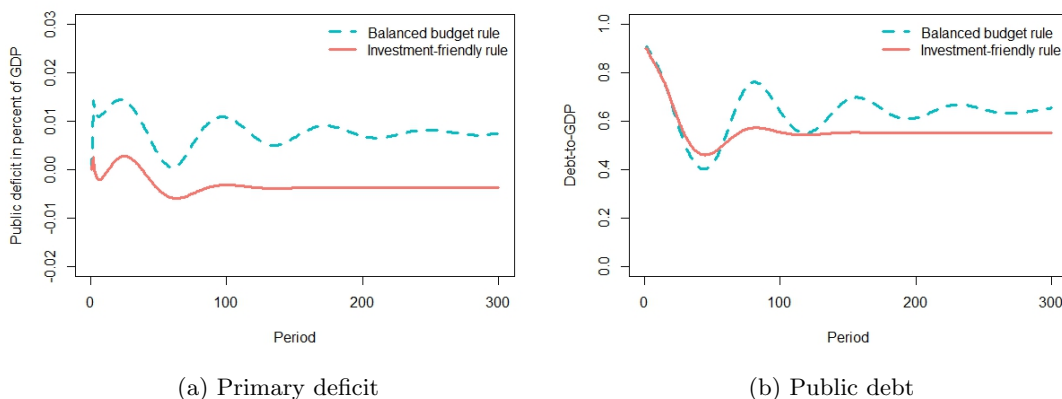 Public deficit in percent of GDP
0.03
0.02
0.01
0.00
-0.01
-0.02
Balanced budget rule
Investment-friendly rule
0
100
200
300
Period
(a) Primary deficit
Debt-to-GDP
1.0
0.8
0.6
0.4
0.2
0.0
Balanced budget rule
Investment-friendly rule
0
100
200
300
Period
(b) Public debt